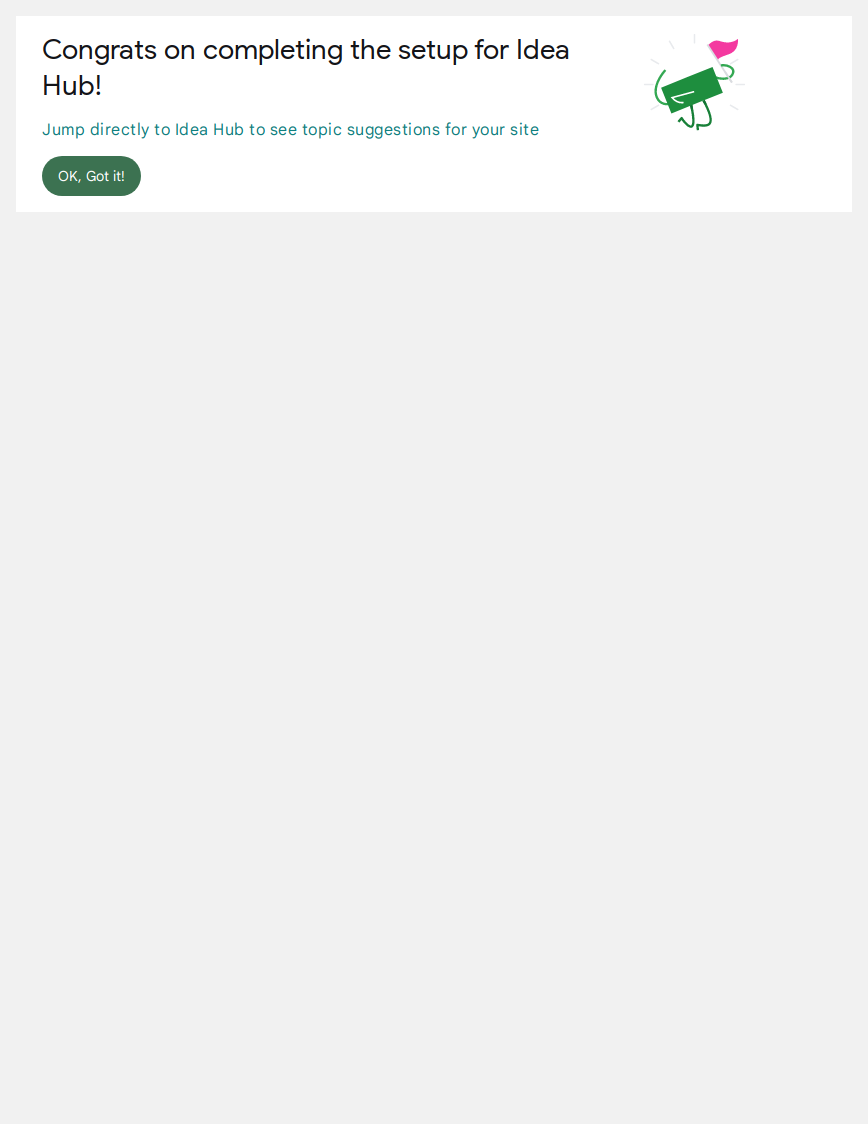 Congrats on completing the setup for Idea
Hub!
Jump directly to Idea Hub to see topic suggestions for your site
OK, Got it!